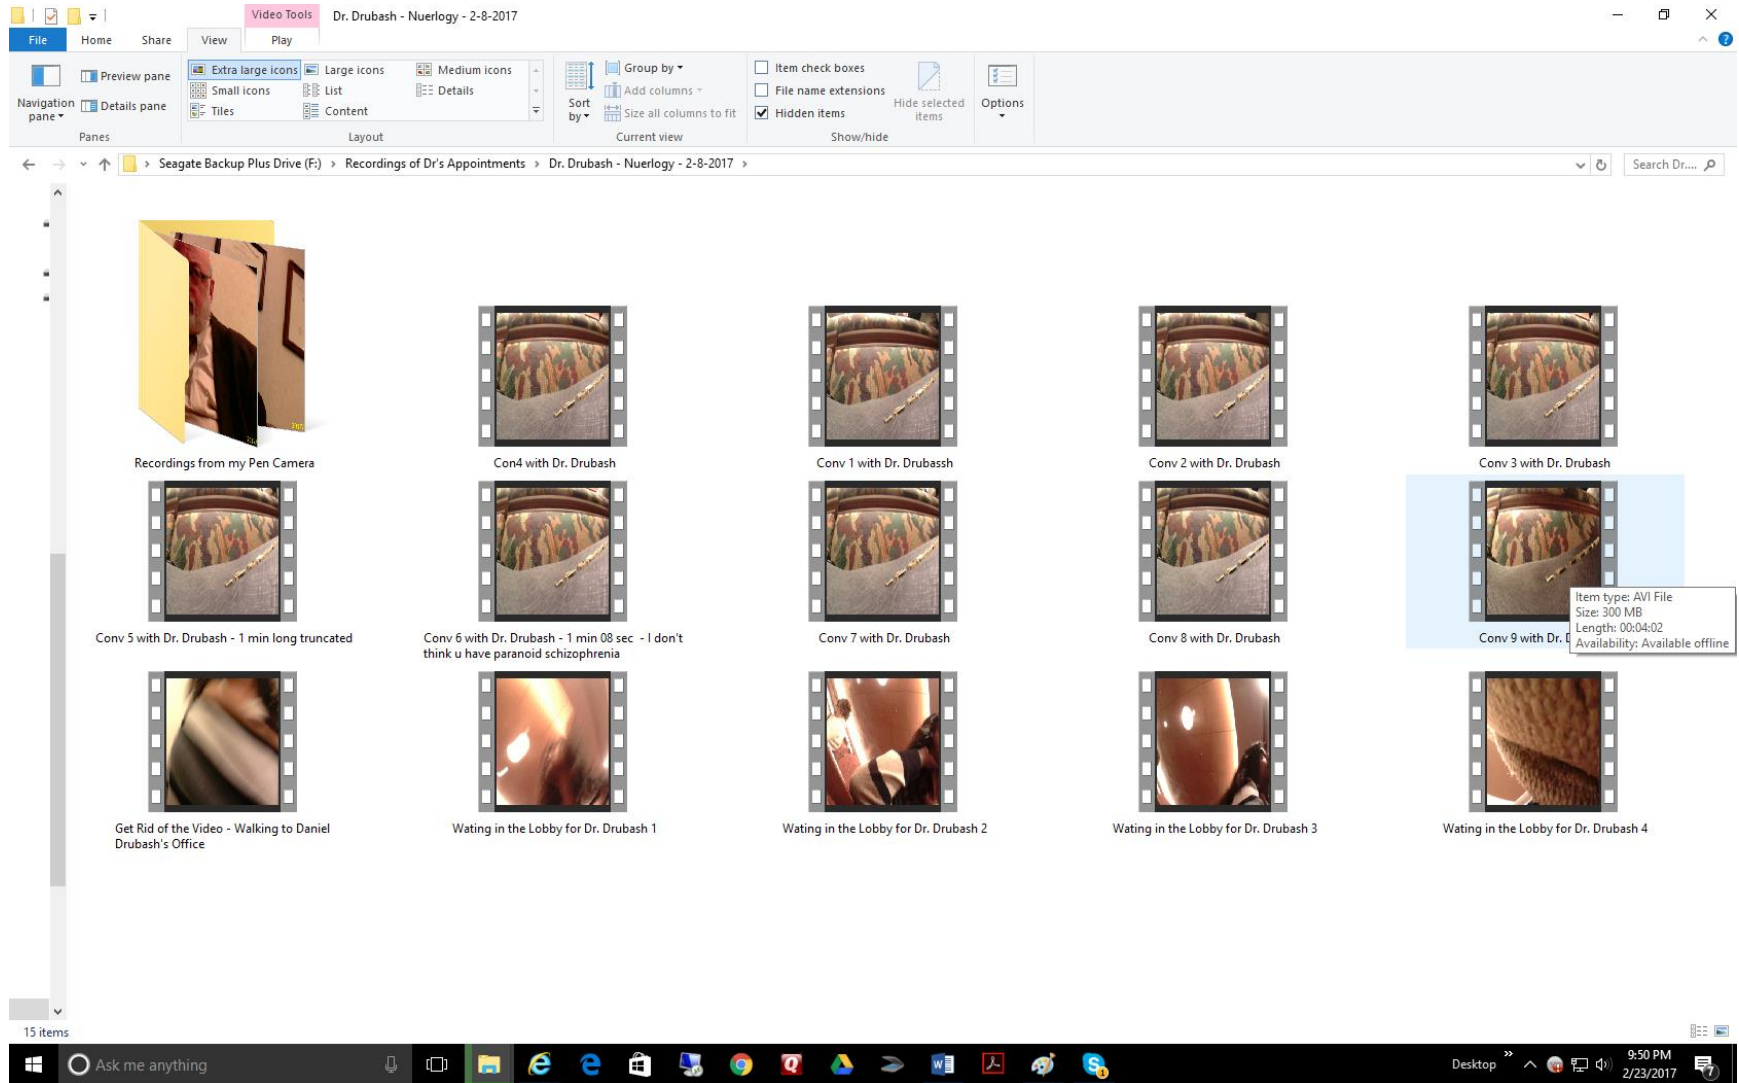 Video Tools Dr. Drubash - Nuerlogy - 2-8-2017
File Home Share View Play
Preview pane
Details pane
Navigation pane
Panes
Extra large icons Large icons Medium icons
Small icons List Details
Tiles Content
Layout
Sort by
Group by
Add columns
Size all columns to fit
Current view
Item check boxes
File name extensions
Hidden items
Hide selected items
Show/hide
Options
Seagate Backup Plus Drive (F:) > Recordings of Dr's Appointments > Dr. Drubash - Nuerlogy - 2-8-2017 >
Search Dr....
Recordings from my Pen Camera
Con4 with Dr. Drubash
Conv 1 with Dr. Drubassh
Conv 2 with Dr. Drubash
Conv 3 with Dr. Drubash
Conv 5 with Dr. Drubash - 1 min long truncated
Conv 6 with Dr. Drubash - 1 min 08 sec - I don't
think u have paranoid schizophrenia
Conv 7 with Dr. Drubash
Conv 8 with Dr. Drubash
Conv 9 with Dr.
Item type: AVI File
Size: 300 MB
Length: 00:04:02
Availability: Available offline
Get Rid of the Video - Walking to Daniel
Drubash's Office
Wating in the Lobby for Dr. Drubash 1
Wating in the Lobby for Dr. Drubash 2
Wating in the Lobby for Dr. Drubash 3
Wating in the Lobby for Dr. Drubash 4
15 items
Ask me anything
Desktop
9:50 PM
2/23/2017